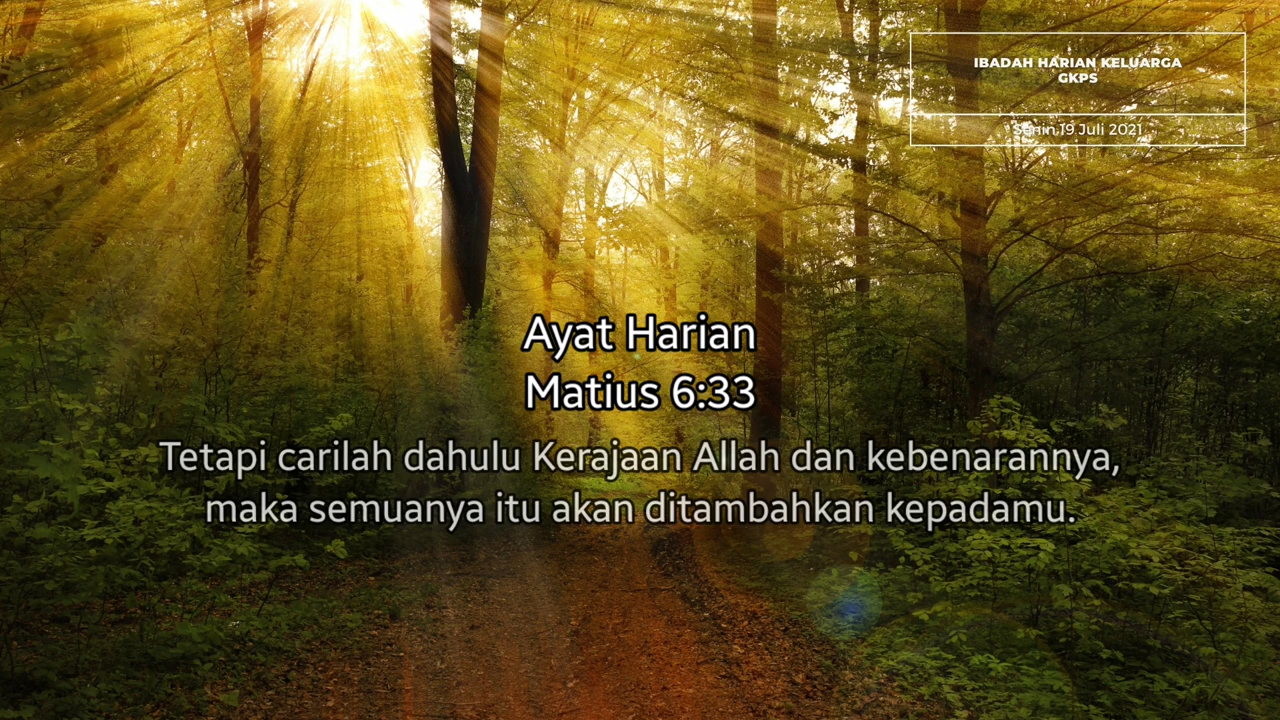 IBADAH HARIAN KELUARGA
GKPS
Senin 19 Juli 2021
Ayat Harian
Matius 6:33
Tetapi carilah dahulu Kerajaan Allah dan kebenarannya,
maka semuanya itu akan ditambahkan kepadamu.